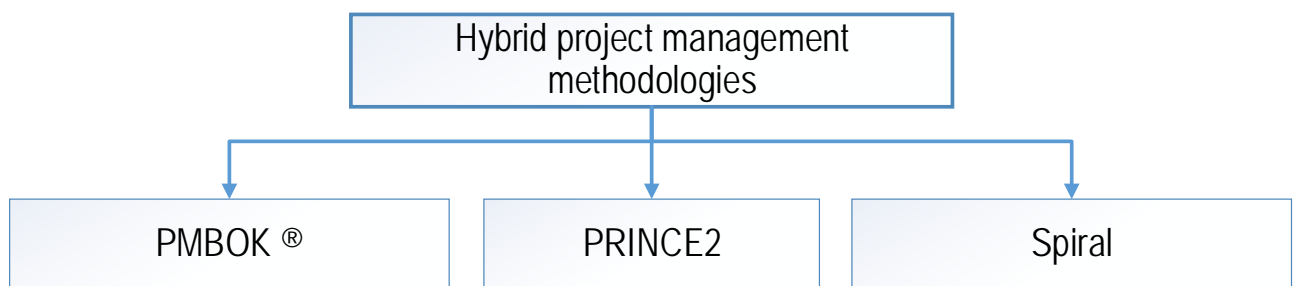 Hybrid project management
methodologies
PMBOK ®
PRINCE2
Spiral